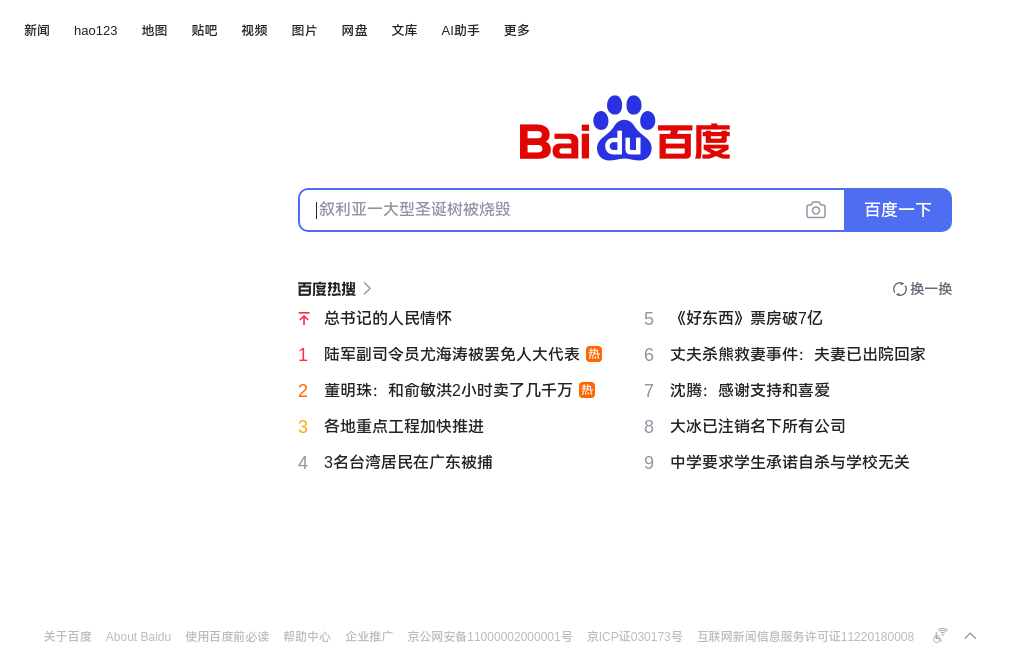 新闻 hao123 地图 贴吧 视频 图片 网盘 文库 AI助手 更多
Bai du 百度
叙利亚一大型圣诞树被烧毁 百度一下
百度热搜 换一换
总书记的人民情怀
1 陆军副司令员尤海涛被罢免人大代表 热
2 董明珠：和俞敏洪2小时卖了几千万 热
3 各地重点工程加快推进
4 3名台湾居民在广东被捕
5 《好东西》票房破7亿
6 丈夫杀熊救妻事件：夫妻已出院回家
7 沈腾：感谢支持和喜爱
8 大冰已注销名下所有公司
9 中学要求学生承诺自杀与学校无关
关于百度 About Baidu 使用百度前必读 帮助中心 企业推广 京公网安备11000002000001号 京ICP证030173号 互联网新闻信息服务许可证11220180008